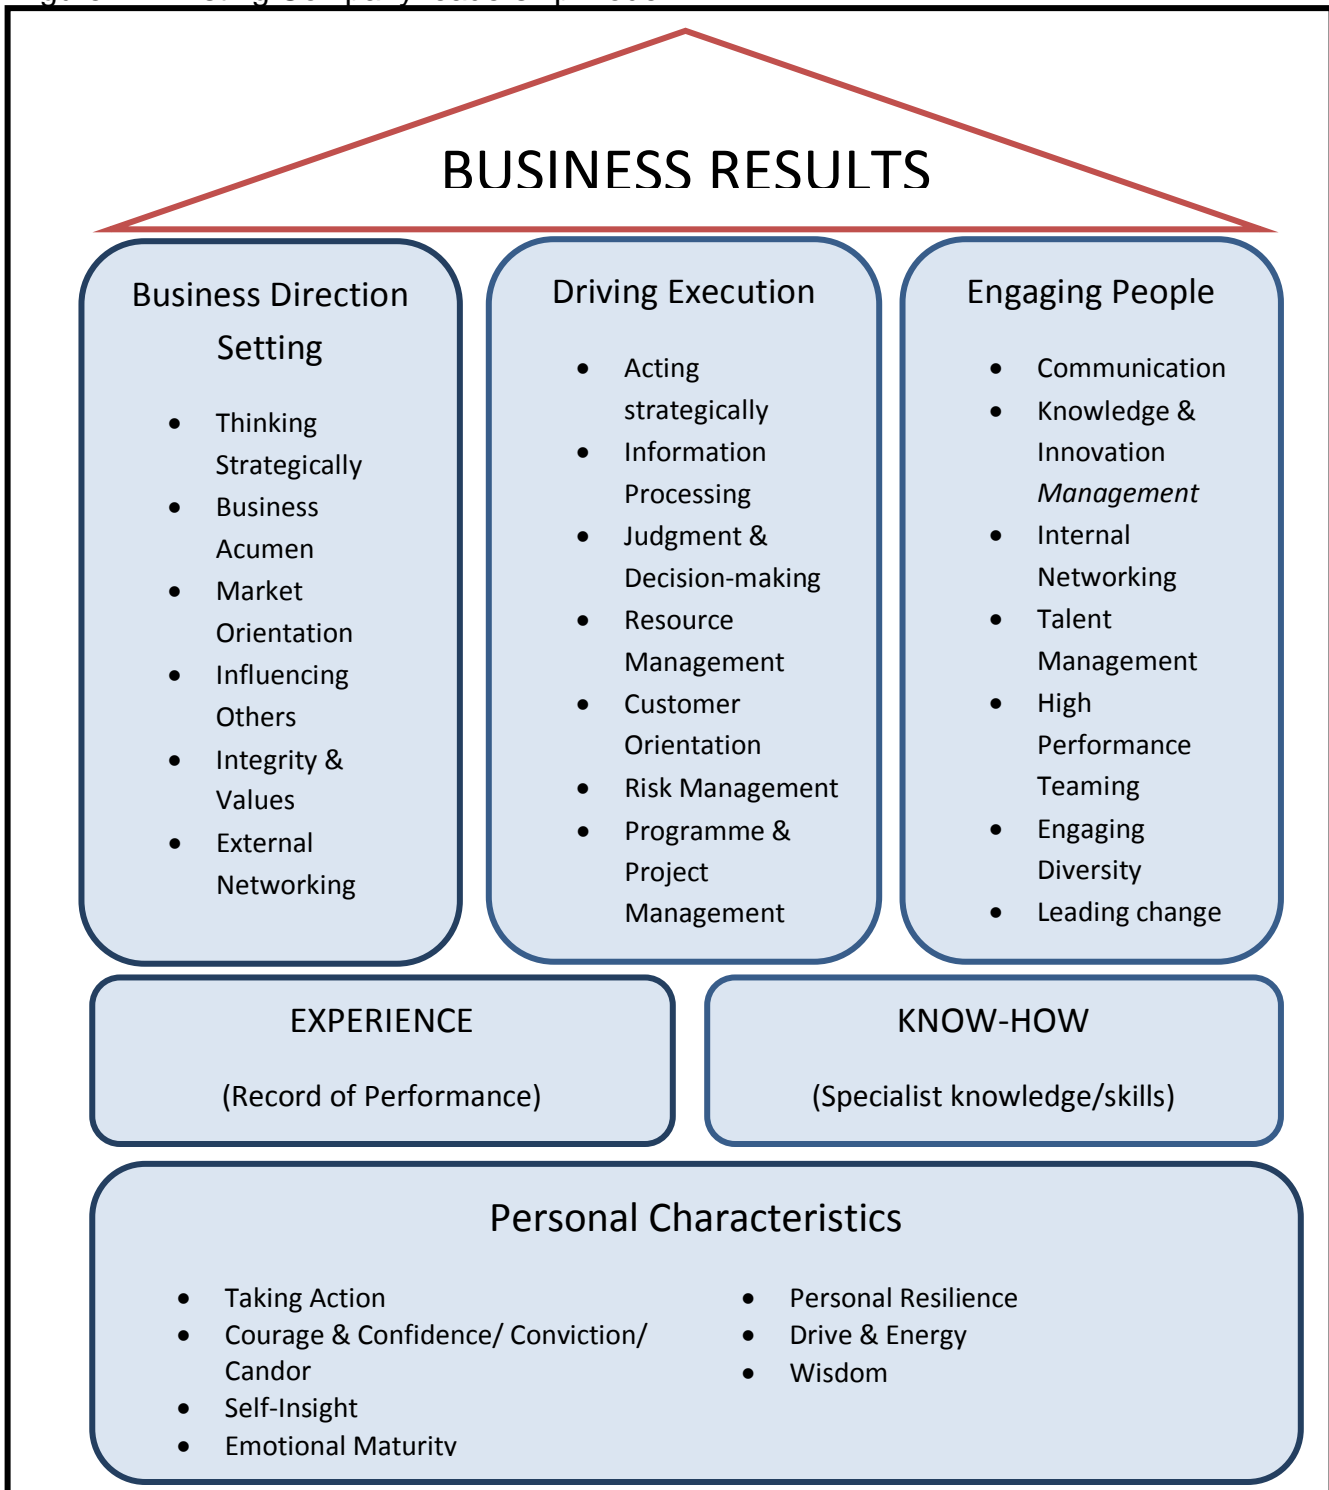 BUSINESS RESULTS
Business Direction
Setting
• Thinking
Strategically
• Business
Acumen
• Market
Orientation
• Influencing
Others
• Integrity &
Values
• External
Networking
Driving Execution
• Acting
strategically
• Information
Processing
• Judgment &
Decision-making
• Resource
Management
• Customer
Orientation
• Risk Management
• Programme &
Project
Management
Engaging People
• Communication
• Knowledge &
Innovation
Management
• Internal
Networking
• Talent
Management
• High
Performance
Teaming
• Engaging
Diversity
• Leading change
EXPERIENCE
(Record of Performance)
KNOW-HOW
(Specialist knowledge/skills)
Personal Characteristics
• Taking Action
• Courage & Confidence/ Conviction/
Candor
• Self-Insight
• Emotional Maturity
• Personal Resilience
• Drive & Energy
• Wisdom